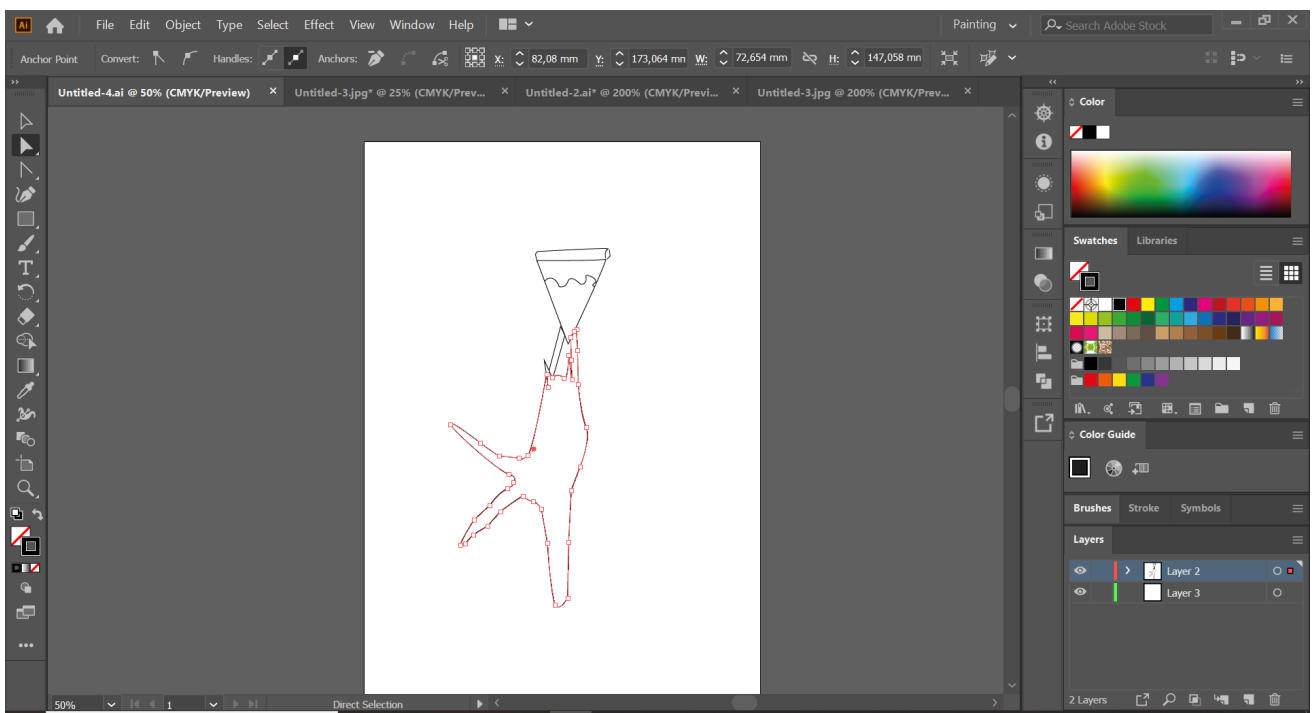 Ai File Edit Object Type Select Effect View Window Help Painting Search Adobe Stock
Anchor Point Convert: Handles: Anchors: X: 82,08 mm Y: 173,064 mn W: 72,654 mm H: 147,058 mn
Untitled-4.ai @ 50% (CMYK/Preview) × Untitled-3.jpg* @ 25% (CMYK/Prev... × Untitled-2.ai* @ 200% (CMYK/Previ... × Untitled-3.jpg @ 200% (CMYK/Prev... ×
Color
Swatches Libraries
Color Guide
Brushes Stroke Symbols
Layers
Layer 2
Layer 3
50% 1 Direct Selection 2 Layers